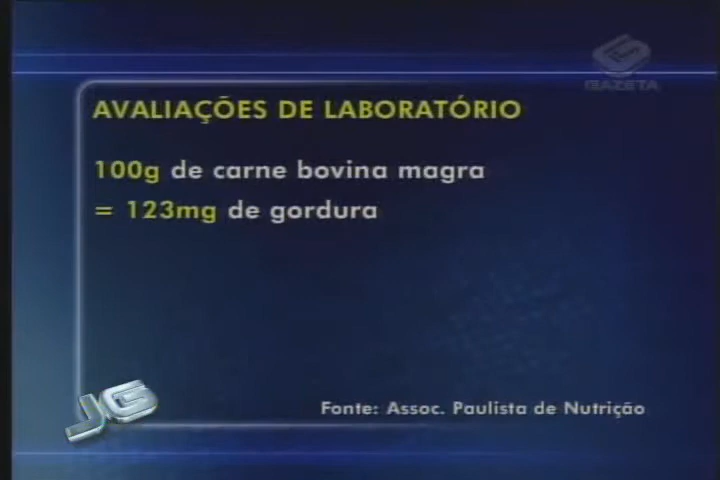 GAZETA
AVALIAÇÕES DE LABORATÓRIO
100g de carne bovina magra
= 123mg de gordura
JG
Fonte: Assoc. Paulista de Nutrição